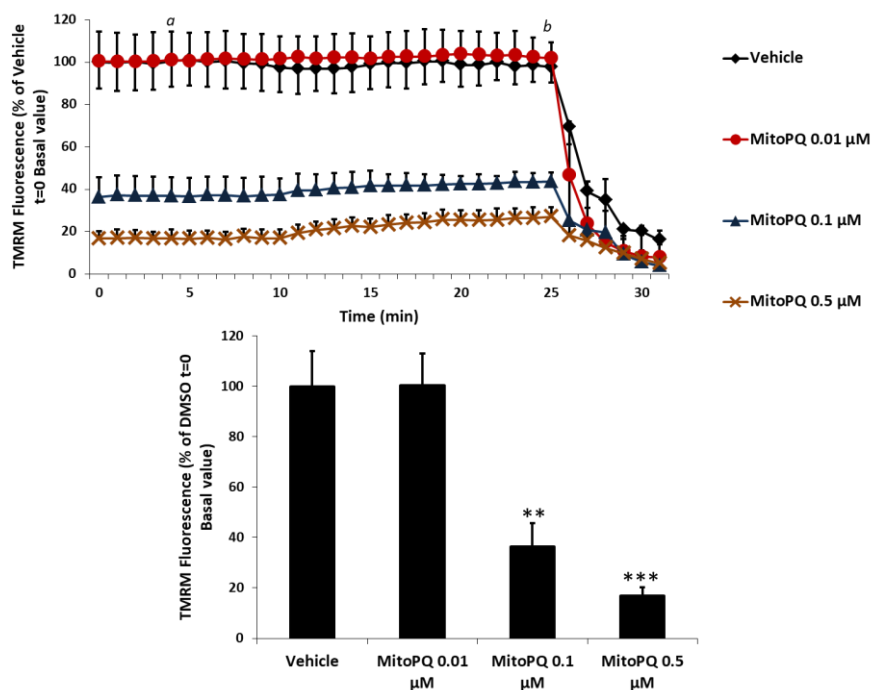 TMRM Fluorescence (% of Vehicle
t=0 Basal value)
120
100
80
60
40
20
0
a
b
0
5
10
15
20
25
30
Time (min)
Vehicle
MitoPQ 0.01 µM
MitoPQ 0.1 µM
MitoPQ 0.5 µM
TMRM Fluorescence (% of DMSO t=0
Basal value)
120
100
80
60
40
20
0
**
***
Vehicle
MitoPQ 0.01
µM
MitoPQ 0.1
µM
MitoPQ 0.5
µM